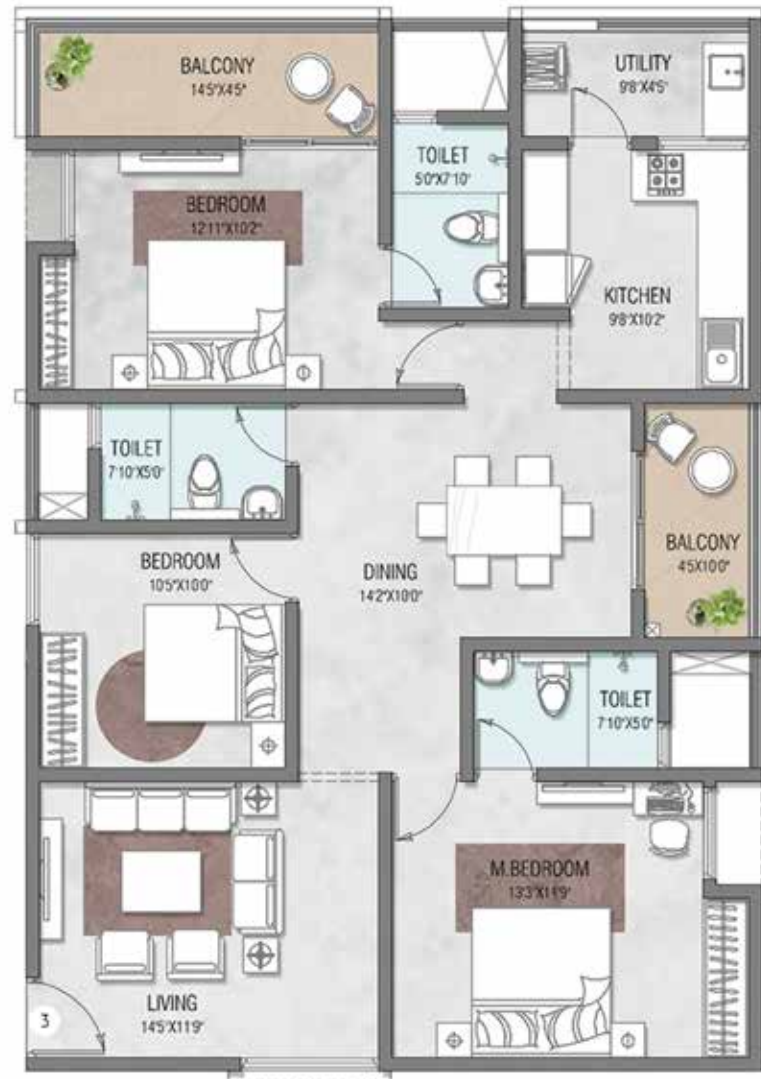 BALCONY
14'5"X4'5"
UTILITY
9'8"X4'5"
TOILET
5'0"X7'10"
BEDROOM
12'11"X10'2"
KITCHEN
9'8"X10'2"
TOILET
7'10"X5'0"
BEDROOM
10'5"X10'0"
DINING
14'2"X10'0"
BALCONY
4'5X10'0"
TOILET
7'10"X5'0"
M.BEDROOM
13'3"X11'9"
LIVING
14'5"X11'9"
3